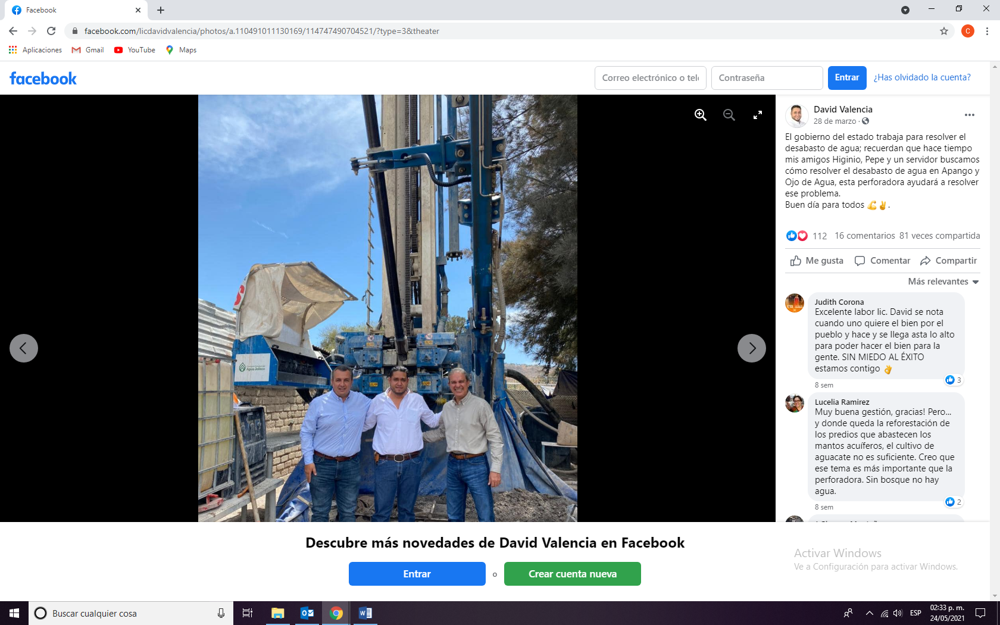 Facebook
facebook.com/licdavidvalencia/photos/a.110491011130169/114747490704521/?type=3&theater
C
Aplicaciones
Gmail
YouTube
Maps
facebook
Correo electrónico o telé
Contraseña
Entrar
¿Has olvidado la cuenta?
Agua Jalisco
David Valencia
28 de marzo ·
El gobierno del estado trabaja para resolver el
desabasto de agua; recuerdan que hace tiempo
mis amigos Higinio, Pepe y un servidor buscamos
cómo resolver el desabasto de agua en Apango y
Ojo de Agua, esta perforadora ayudará a resolver
ese problema.
Buen día para todos 💪✌.
112 16 comentarios 81 veces compartida
Me gusta Comentar Compartir
Más relevantes
Judith Corona
Excelente labor lic. David se nota
cuando uno quiere el bien por el
pueblo y hace y se llega asta lo alto
para poder hacer el bien para la
gente. SIN MIEDO AL ÉXITO
estamos contigo 👌
3
8 sem
Lucelia Ramirez
Muy buena gestión, gracias! Pero...
y donde queda la reforestación de
los predios que abastecen los
mantos acuíferos, el cultivo de
aguacate no es suficiente. Creo que
ese tema es más importante que la
perforadora. Sin bosque no hay
agua.
2
8 sem
Descubre más novedades de David Valencia en Facebook
Entrar o Crear cuenta nueva
Activar Windows
Ve a Configuración para activar Windows.
Buscar cualquier cosa
ESP
02:33 p. m.
24/05/2021